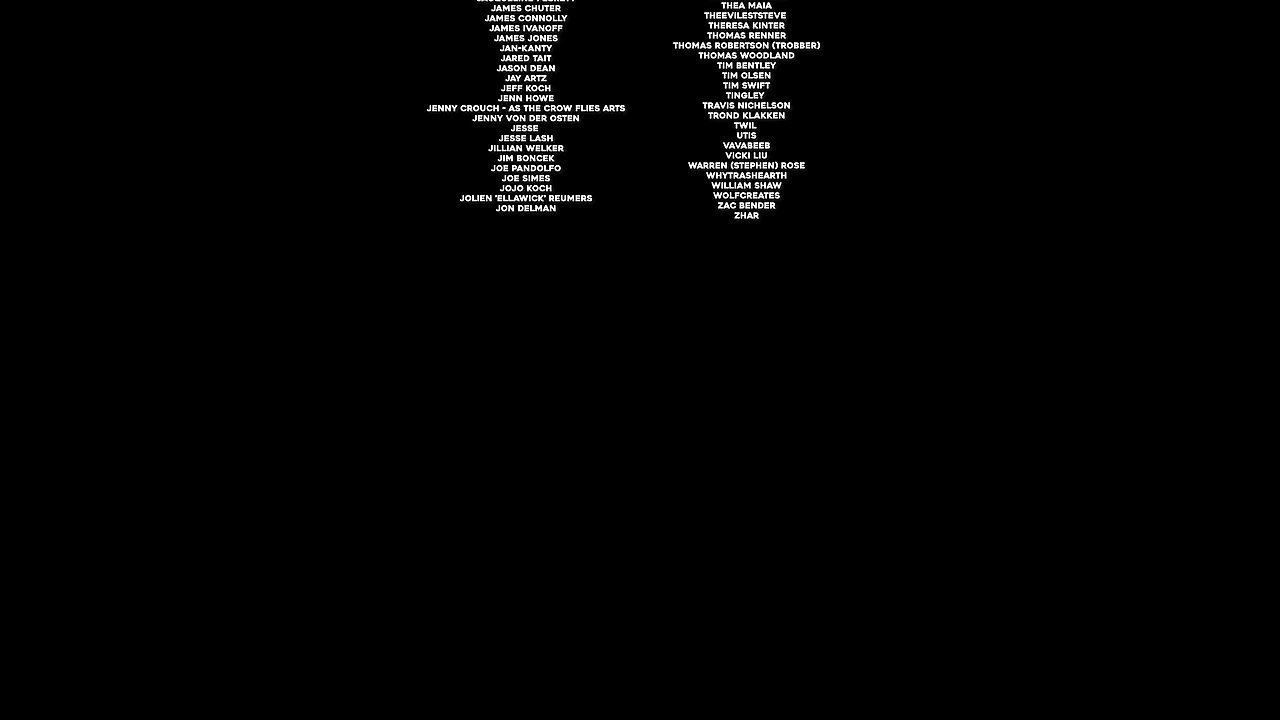 JAMES CHUTER
JAMES CONNOLLY
JAMES IVANOFF
JAMES JONES
JAN-KANTY
JARED TAIT
JASON DEAN
JAY ARTZ
JEFF KOCH
JENN HOWE
JENNY CROUCH - AS THE CROW FLIES ARTS
JENNY VON DER OSTEN
JESSE
JESSE LASH
JILLIAN WELKER
JIM BONCEK
JOE PANDOLFO
JOE SIMES
JOJO KOCH
JOLIEN 'ELLAWICK' REUMERS
JON DELMAN
THEA MAIA
THEEVILESTSTEVE
THERESA KINTER
THOMAS RENNER
THOMAS ROBERTSON (TROBBER)
THOMAS WOODLAND
TIM BENTLEY
TIM OLSEN
TIM SWIFT
TINGLEY
TRAVIS NICHELSON
TROND KLAKKEN
TWIL
UTIS
VAVABEEB
VICKI LIU
WARREN (STEPHEN) ROSE
WHYTRASHEARTH
WILLIAM SHAW
WOLFCREATES
ZAC BENDER
ZHAR